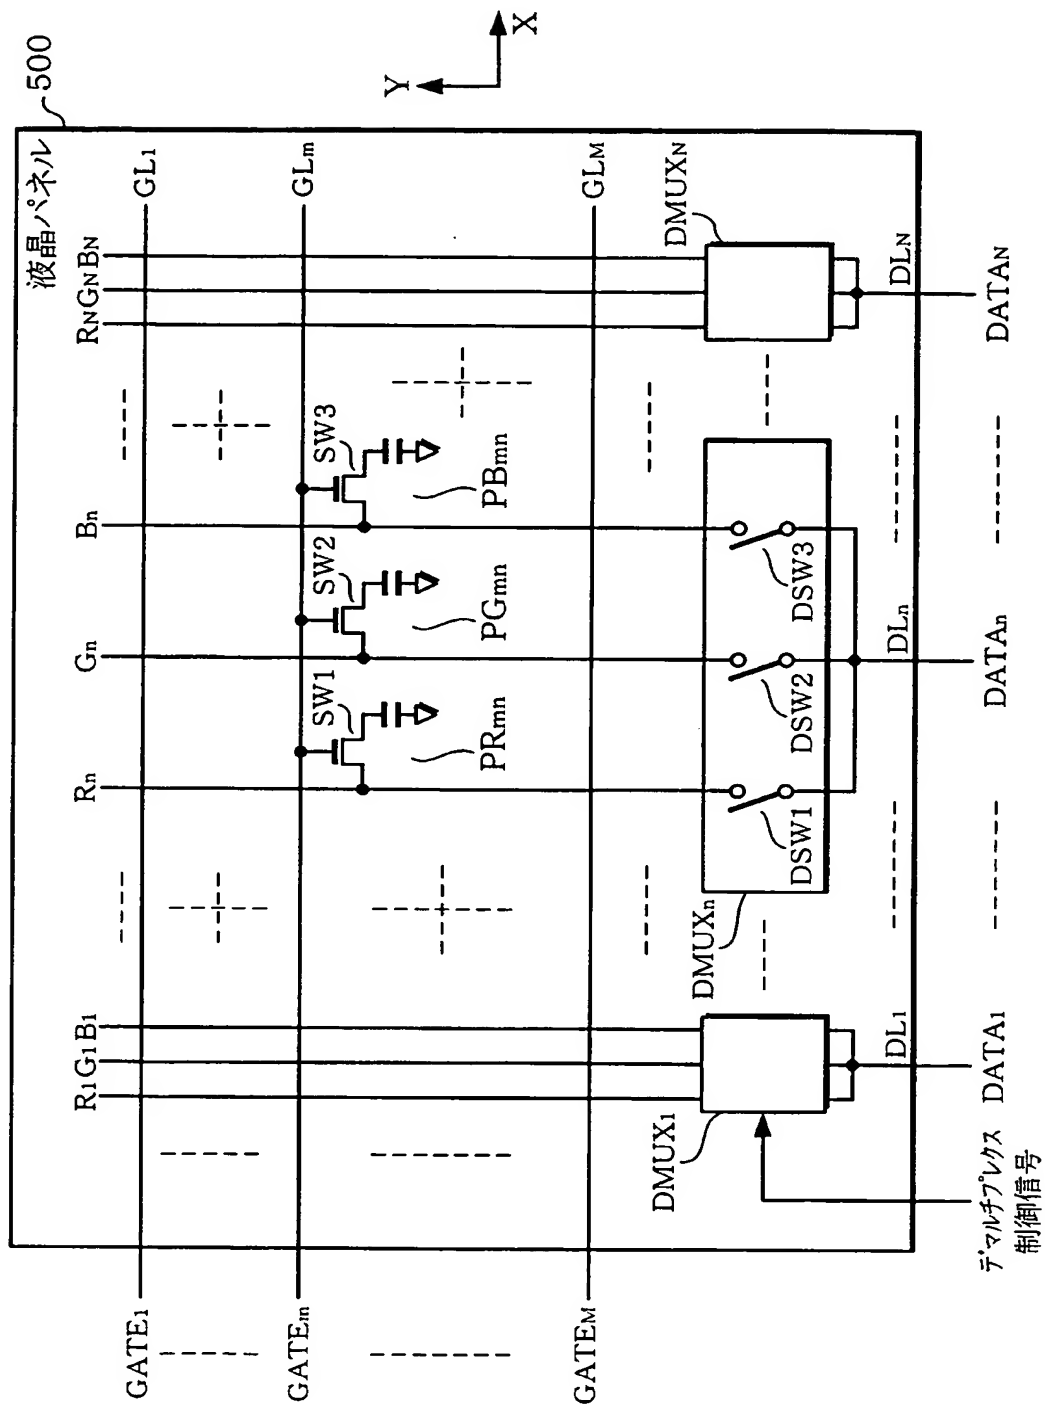 液晶パネル
500
Y
X
R1 G1 B1
Rn
Gn
Bn
RN GN BN
GATE1
GL1
GATEm
GLm
SW1
SW2
SW3
PRmn
PGmn
PBmn
GATEM
GLM
DMUX1
DMUXn
DMUXN
DSW1
DSW2
DSW3
DL1
DLn
DLN
デマルチプレクス
制御信号
DATA1
DATAn
DATAN